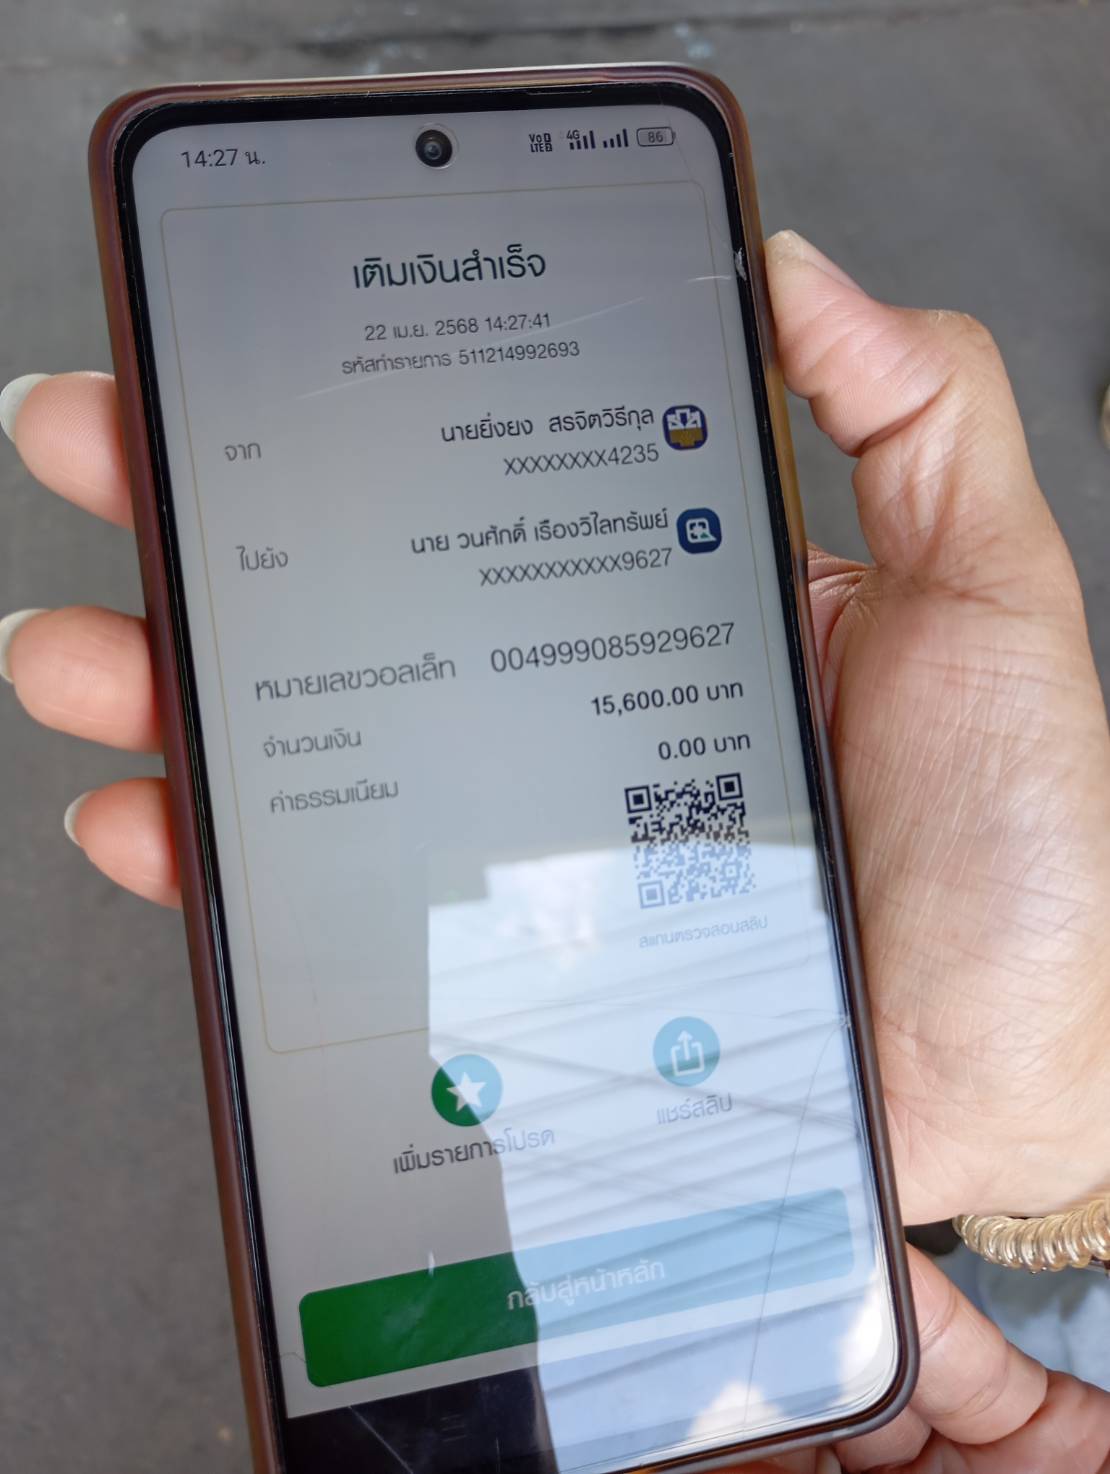 14:27 น.
VoD LTE2 4G 86
เติมเงินสำเร็จ
22 เม.ย. 2568 14:27:41
รหัสทำรายการ 511214992693
จาก นายยิ่งยง สรจิตวิรีกุล
XXXXXXXX4235
ไปยัง นาย วนศักดิ์ เรืองวิไลทรัพย์
XXXXXXXXXXX9627
หมายเลขวอลเล็ท 004999085929627
จำนวนเงิน 15,600.00 บาท
ค่าธรรมเนียม 0.00 บาท
สแกนตรวจสอบสลิป
เพิ่มรายการโปรด แชร์สลิป
กลับสู่หน้าหลัก